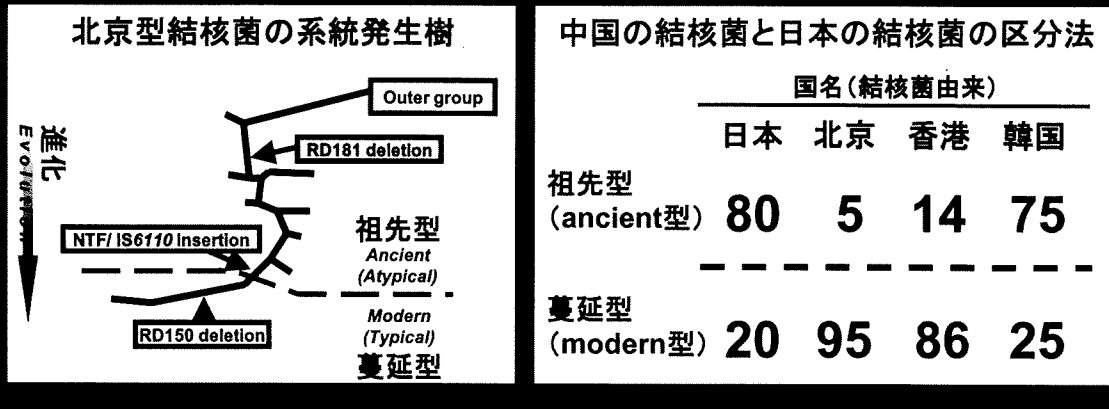 北京型結核菌の系統発生樹
Outer group
RD181 deletion
進化
Evolution
NTF/ IS6110 Insertion
祖先型
Ancient
(Atypical)
RD150 deletion
Modern
(Typical)
蔓延型
中国の結核菌と日本の結核菌の区分法
国名(結核菌由来)
日本 北京 香港 韓国
祖先型
(ancient型) 80 5 14 75
蔓延型
(modern型) 20 95 86 25